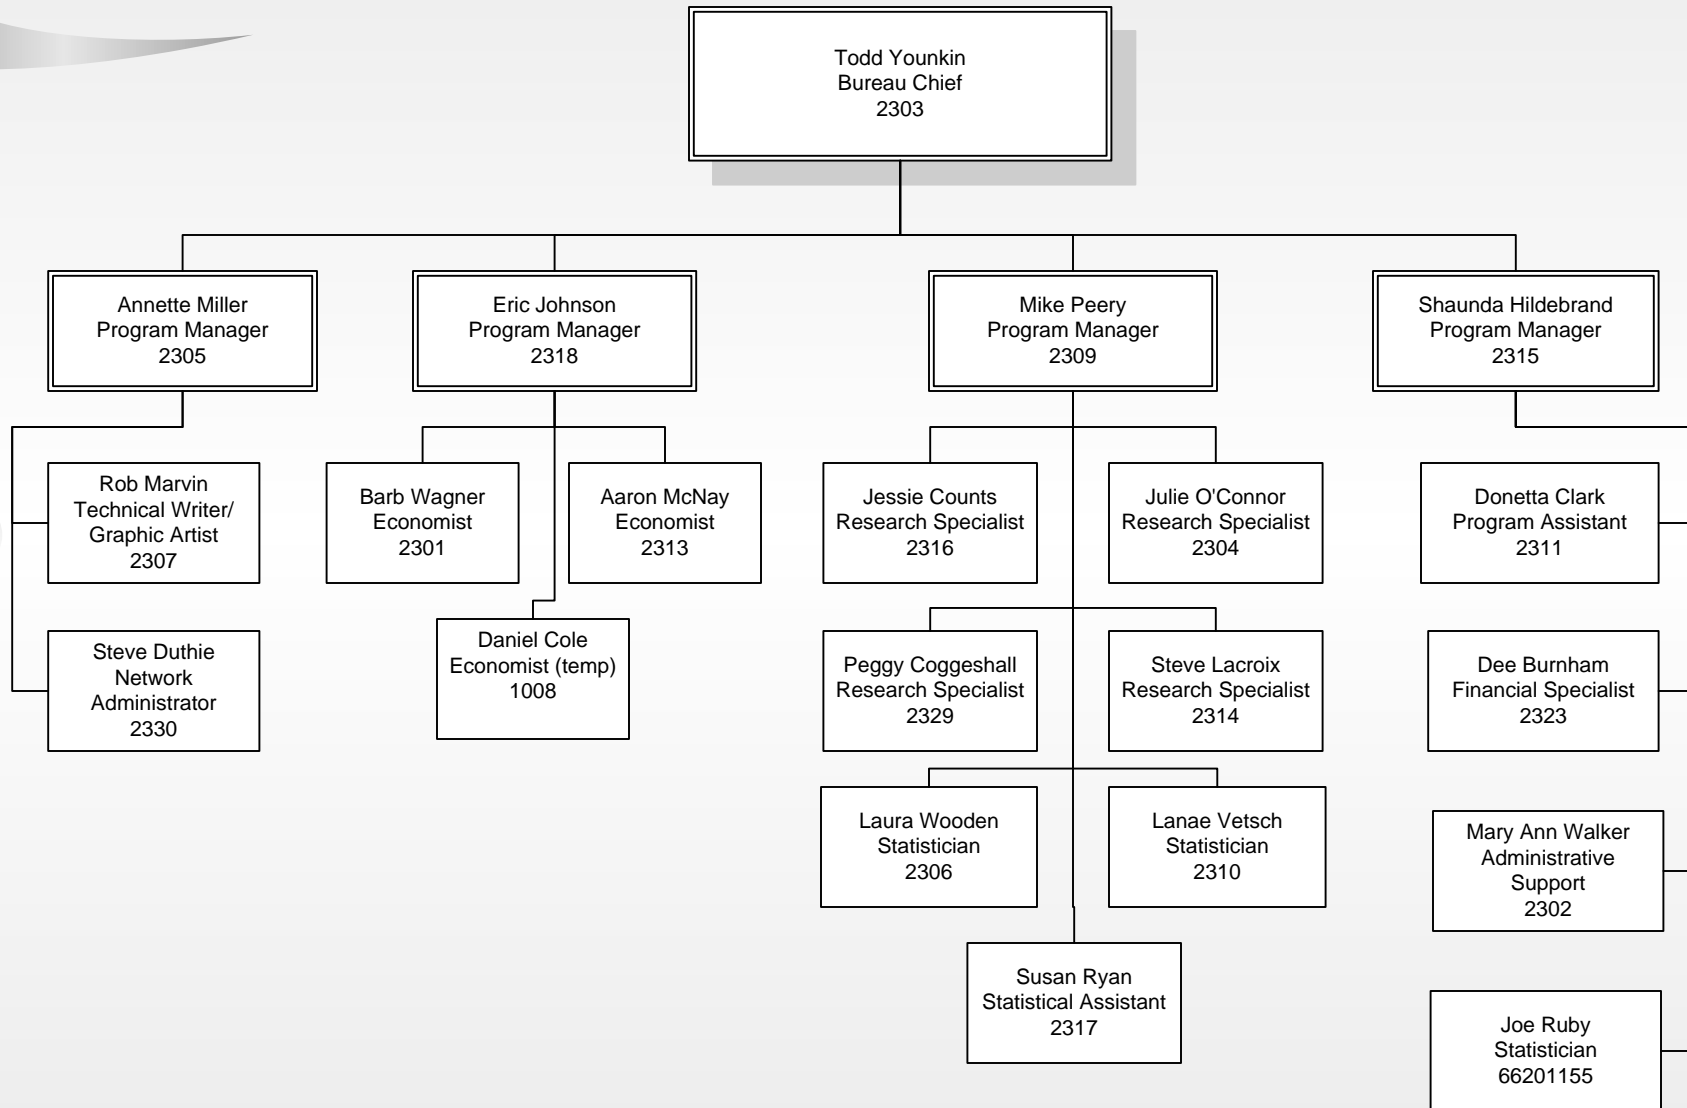 Todd Younkin
Bureau Chief
2303
Annette Miller
Program Manager
2305
Eric Johnson
Program Manager
2318
Mike Peery
Program Manager
2309
Shaunda Hildebrand
Program Manager
2315
Rob Marvin
Technical Writer/
Graphic Artist
2307
Barb Wagner
Economist
2301
Aaron McNay
Economist
2313
Jessie Counts
Research Specialist
2316
Julie O'Connor
Research Specialist
2304
Donetta Clark
Program Assistant
2311
Steve Duthie
Network
Administrator
2330
Daniel Cole
Economist (temp)
1008
Peggy Coggeshall
Research Specialist
2329
Steve Lacroix
Research Specialist
2314
Dee Burnham
Financial Specialist
2323
Laura Wooden
Statistician
2306
Lanae Vetsch
Statistician
2310
Mary Ann Walker
Administrative
Support
2302
Susan Ryan
Statistical Assistant
2317
Joe Ruby
Statistician
66201155